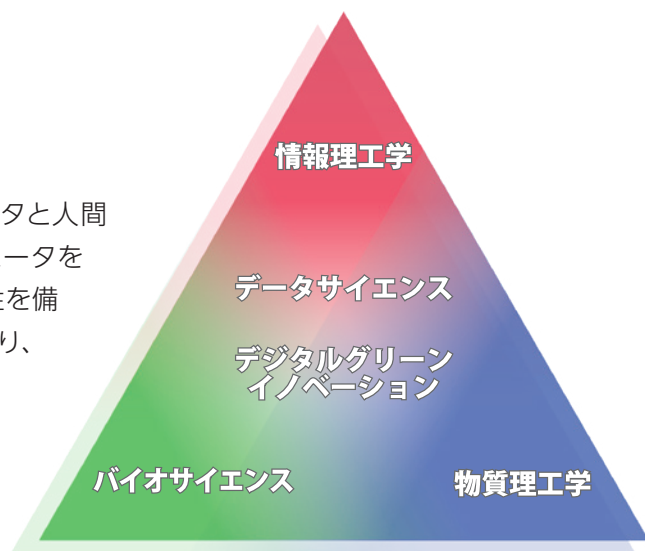 情報理工学
タと人間
ータを
を備
り、
データサイエンス
デジタルグリーン
イノベーション
バイオサイエンス
物質理工学